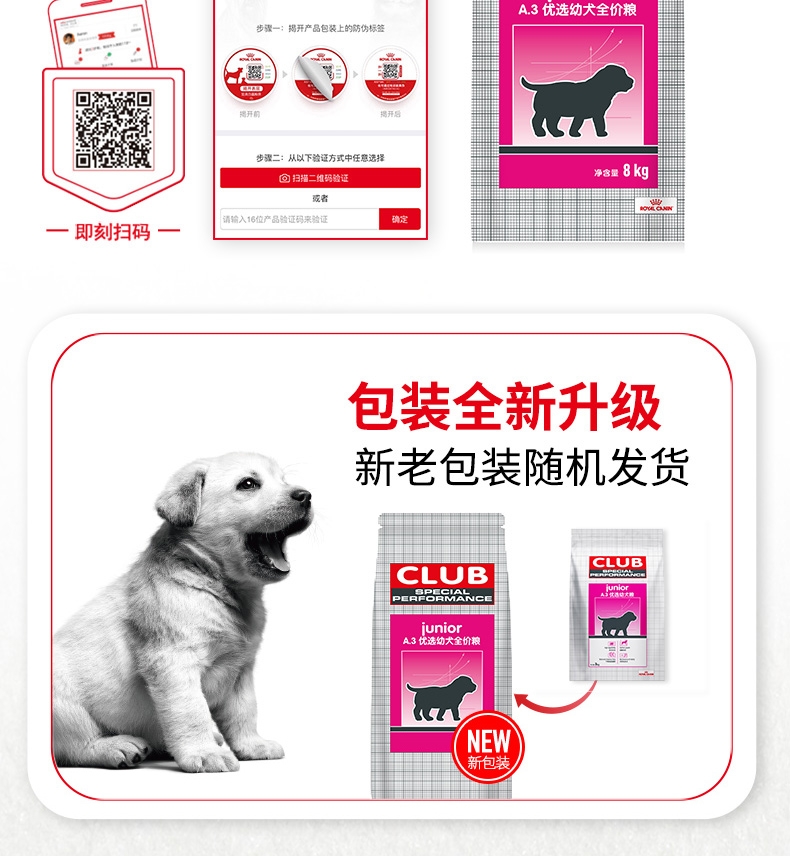 即刻扫码
步骤一：揭开产品包装上的防伪标签
ROYAL CANIN
揭开前
揭开后
步骤二：从以下验证方式中任意选择
扫描二维码验证
或者
请输入16位产品验证码来验证
确定
A.3 优选幼犬全价粮
净含量 8 kg
ROYAL CANIN
包装全新升级
新老包装随机发货
CLUB
SPECIAL
PERFORMANCE
junior
A.3 优选幼犬全价粮
NEW
新包装
CLUB
SPECIAL
PERFORMANCE
junior
A.3 优选幼犬粮